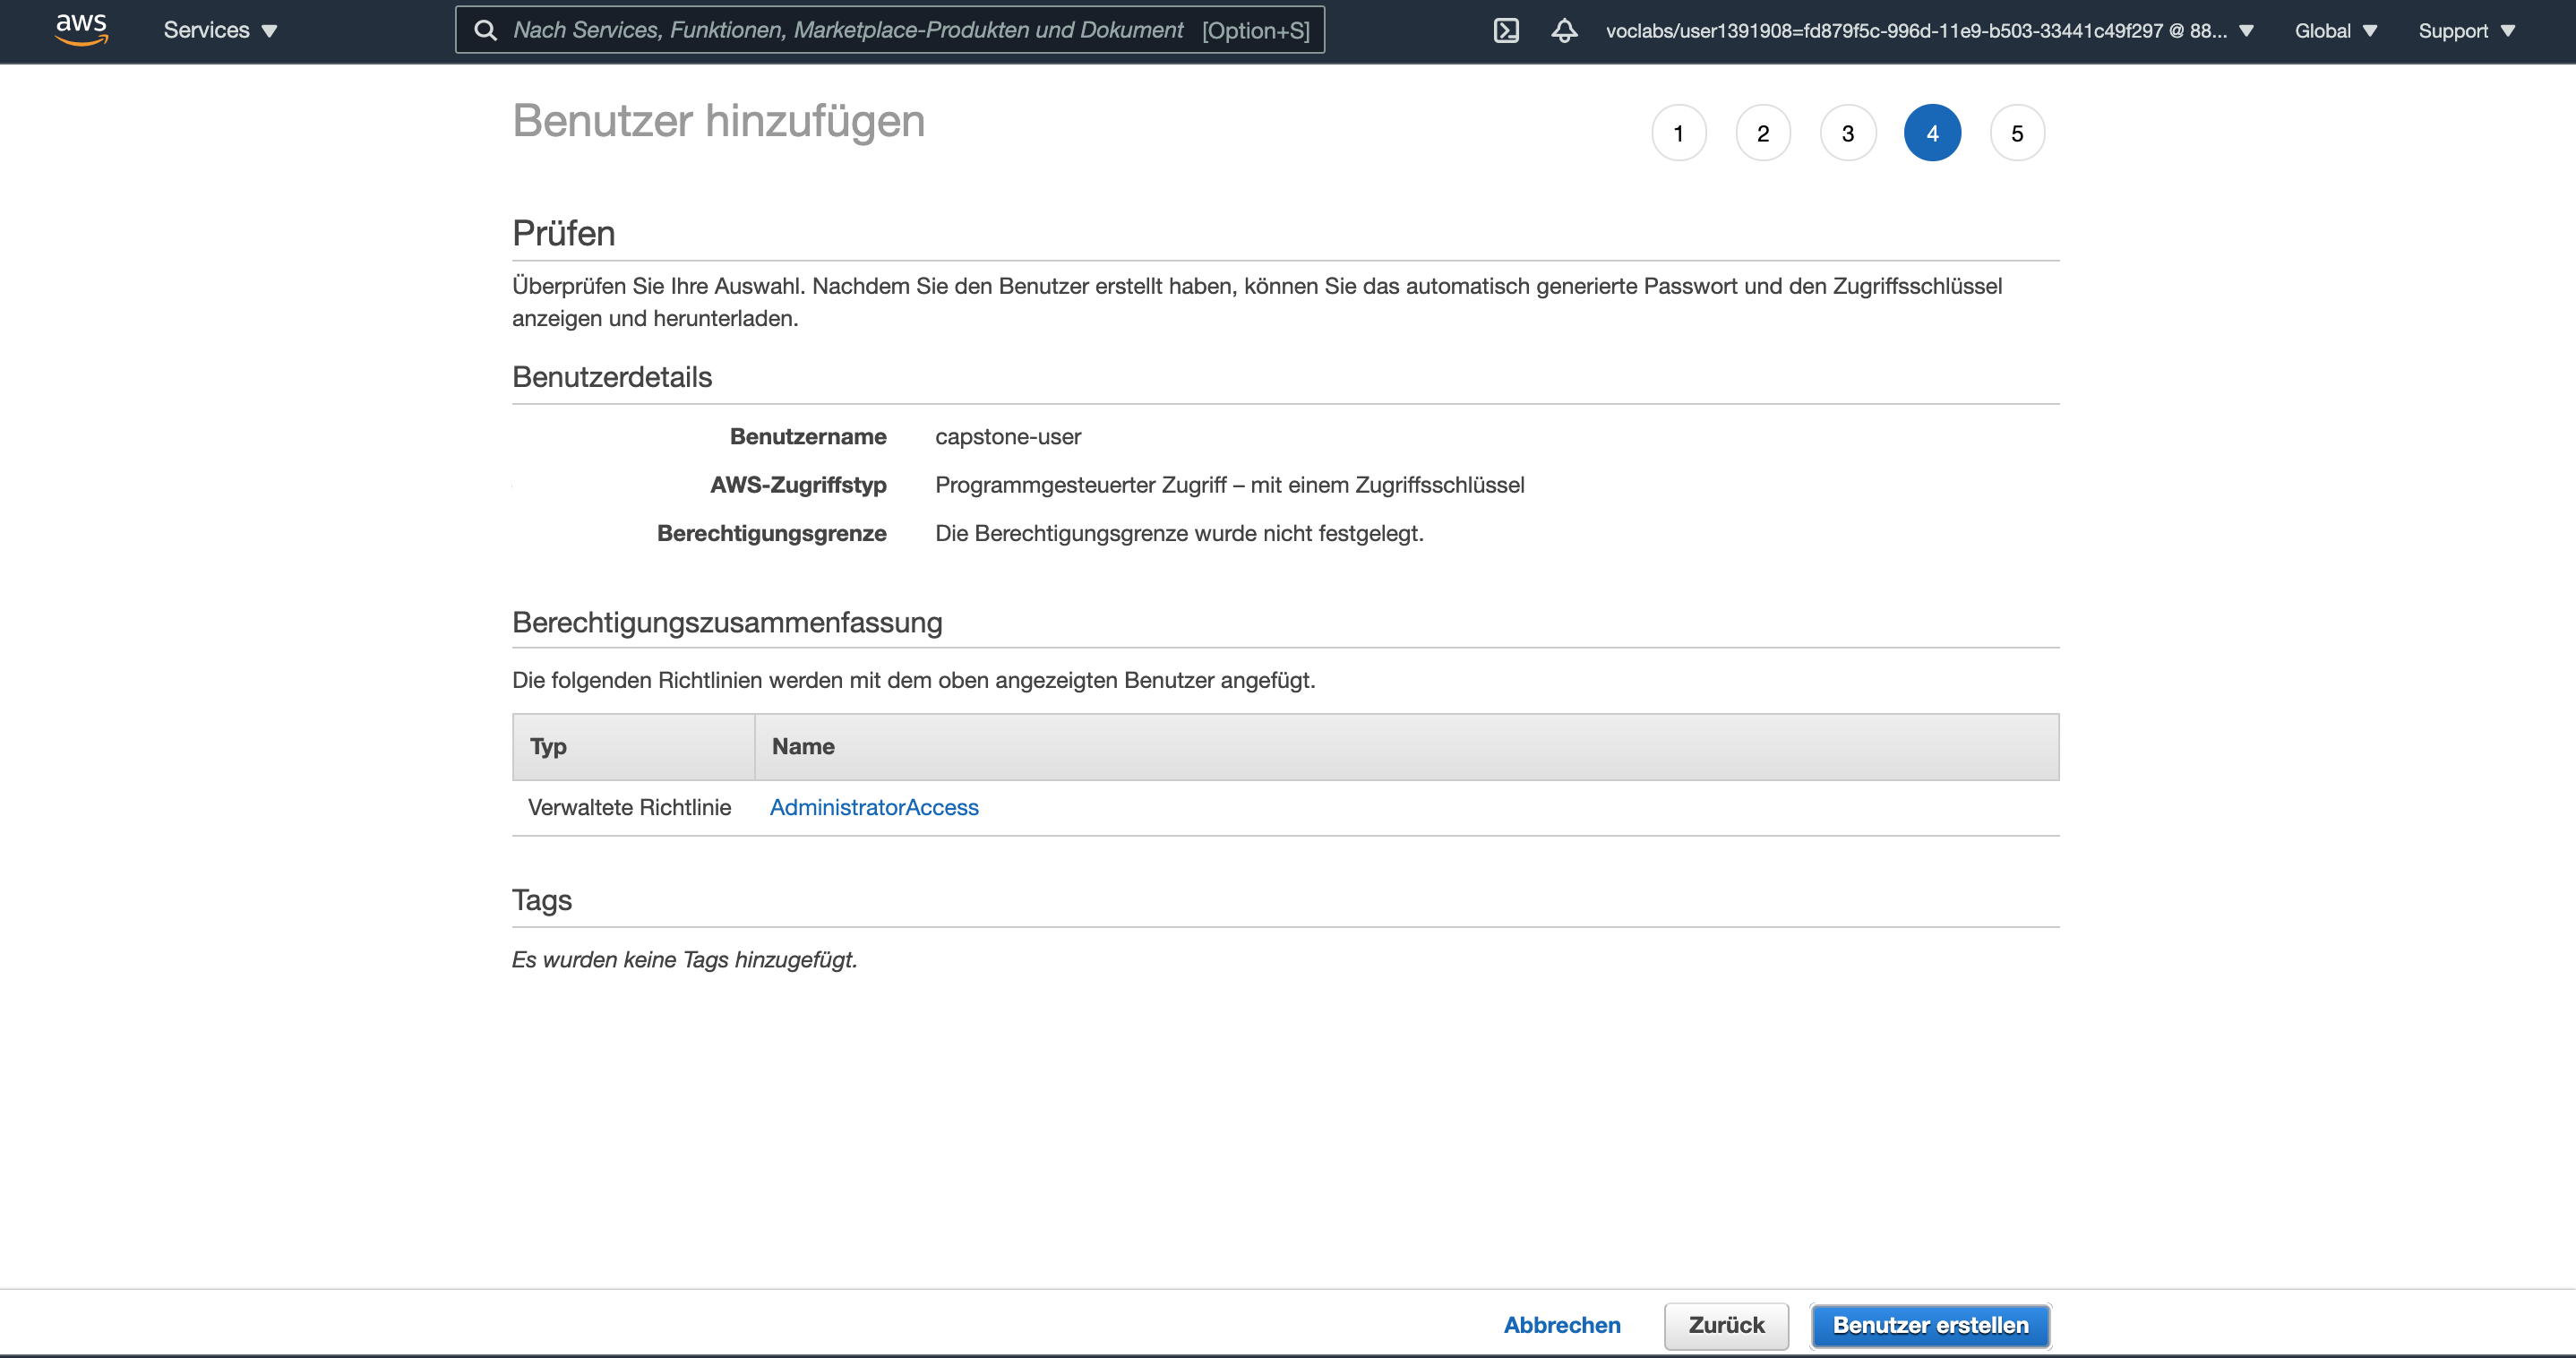 aws
Services
Nach Services, Funktionen, Marketplace-Produkten und Dokument [Option+S]
voclabs/user1391908=fd879f5c-996d-11e9-b503-33441c49f297 @ 88...
Global
Support
Benutzer hinzufügen
1 2 3 4 5
Prüfen
Überprüfen Sie Ihre Auswahl. Nachdem Sie den Benutzer erstellt haben, können Sie das automatisch generierte Passwort und den Zugriffsschlüssel
anzeigen und herunterladen.
Benutzerdetails
Benutzername capstone-user
AWS-Zugriffstyp Programmgesteuerter Zugriff – mit einem Zugriffsschlüssel
Berechtigungsgrenze Die Berechtigungsgrenze wurde nicht festgelegt.
Berechtigungszusammenfassung
Die folgenden Richtlinien werden mit dem oben angezeigten Benutzer angefügt.
Typ Name
Verwaltete Richtlinie AdministratorAccess
Tags
Es wurden keine Tags hinzugefügt.
Abbrechen Zurück Benutzer erstellen